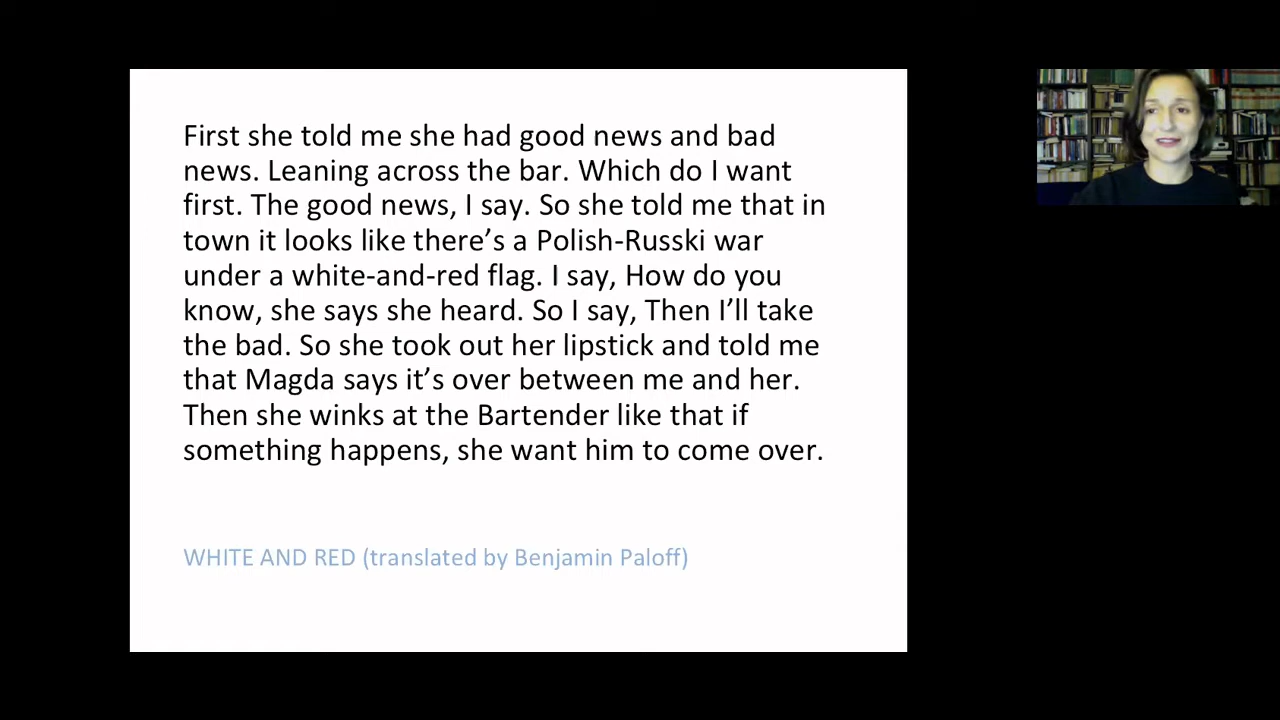 First she told me she had good news and bad
news. Leaning across the bar. Which do I want
first. The good news, I say. So she told me that in
town it looks like there’s a Polish-Russki war
under a white-and-red flag. I say, How do you
know, she says she heard. So I say, Then I’ll take
the bad. So she took out her lipstick and told me
that Magda says it’s over between me and her.
Then she winks at the Bartender like that if
something happens, she want him to come over.
WHITE AND RED (translated by Benjamin Paloff)